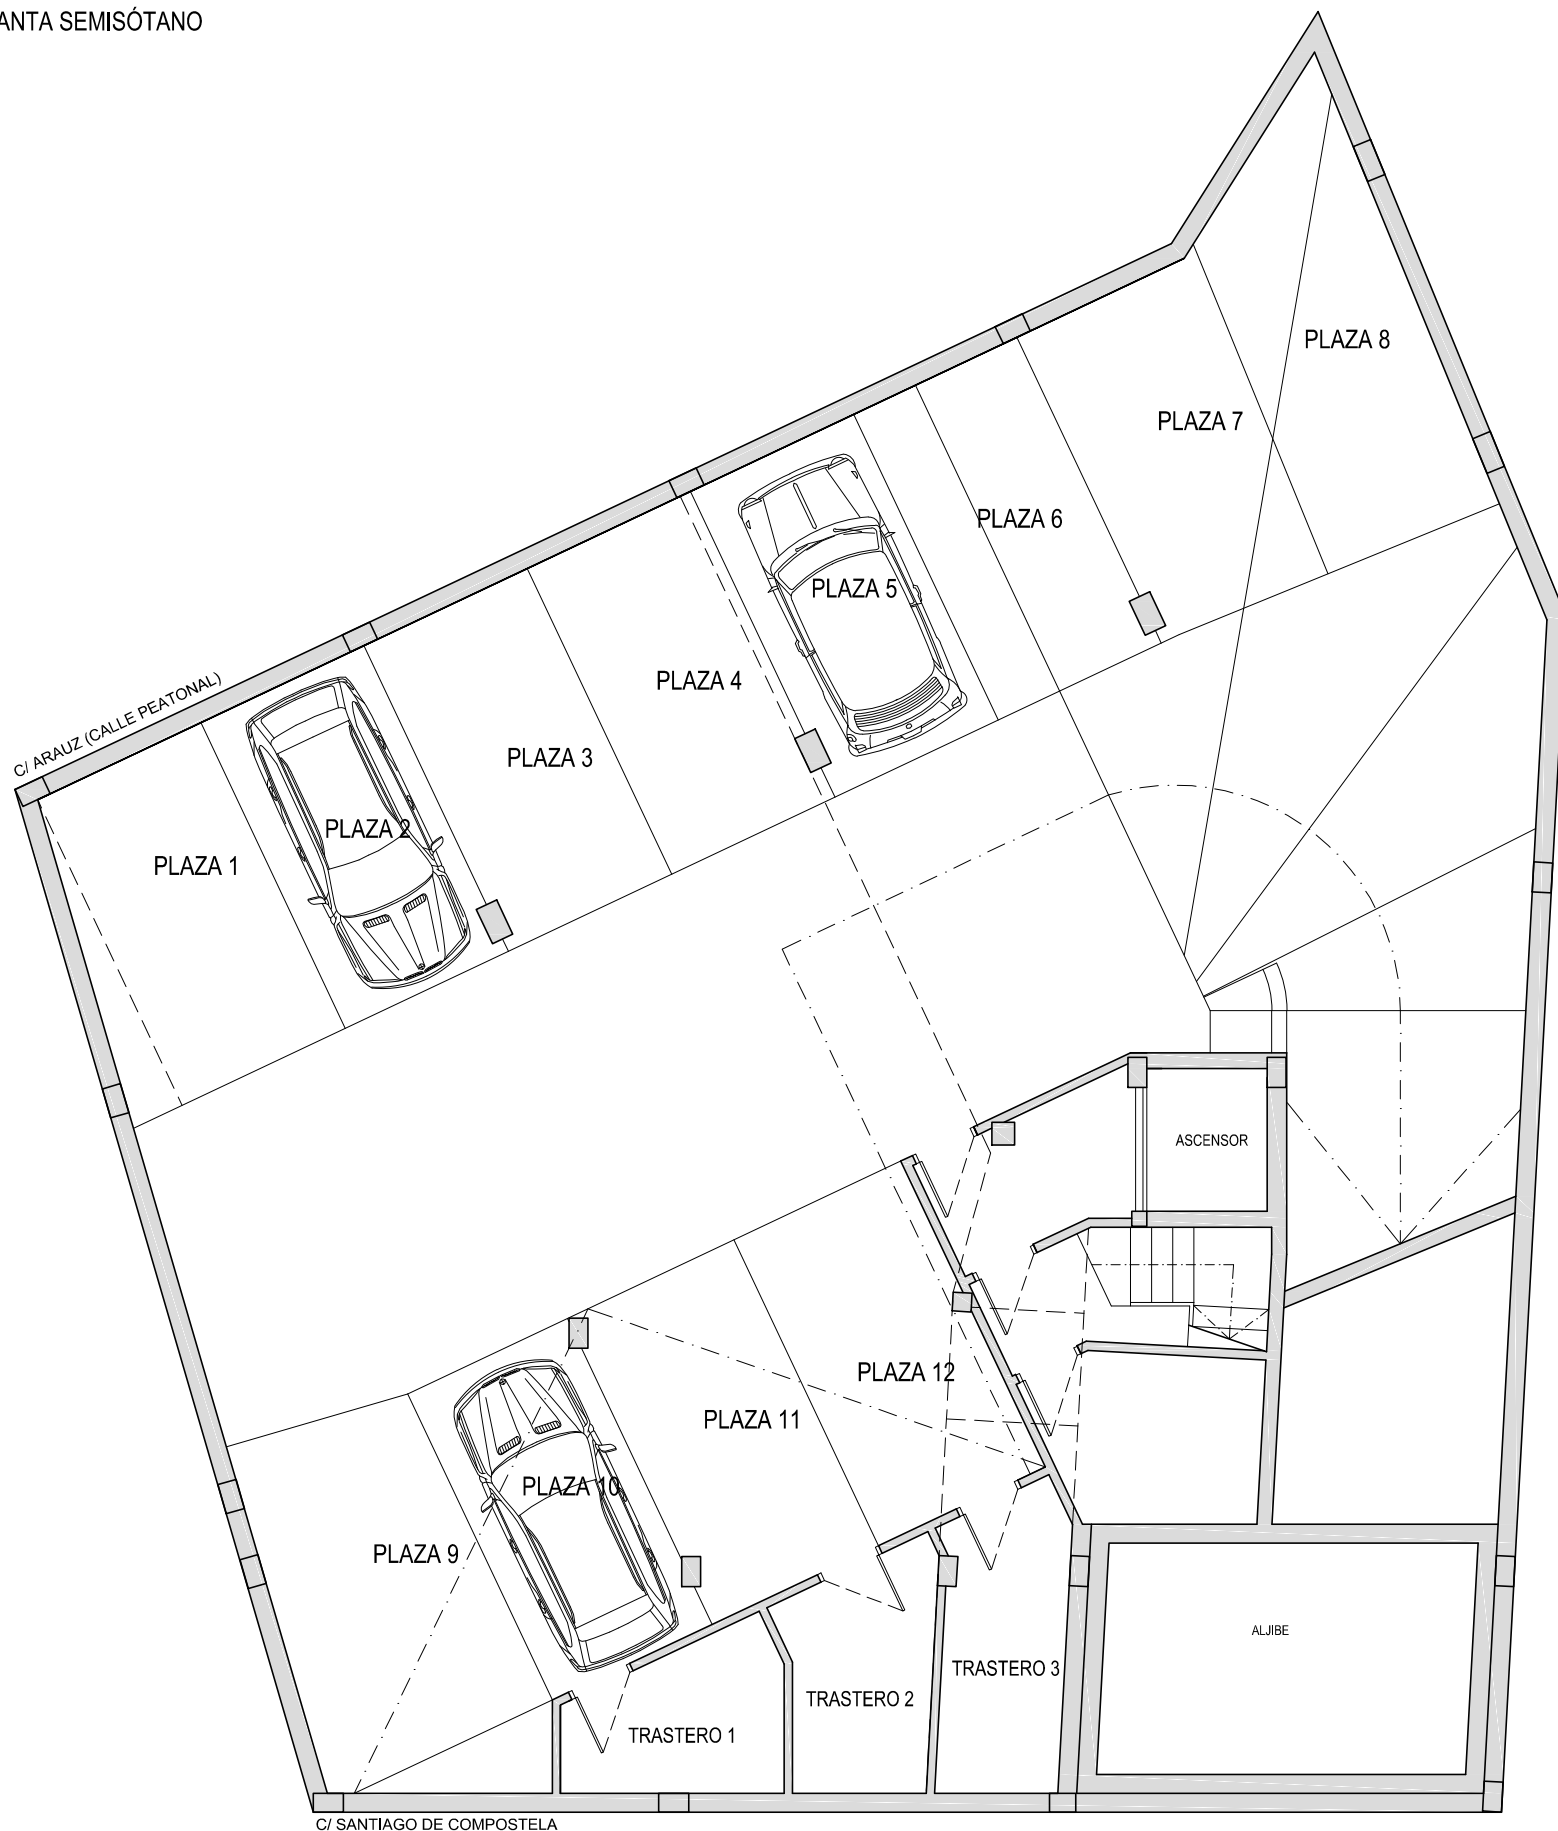 ANTA SEMISÓTANO
PLAZA 8
PLAZA 7
PLAZA 6
PLAZA 5
PLAZA 4
C/ ARAUZ (CALLE PEATONAL)
PLAZA 3
PLAZA 2
PLAZA 1
ASCENSOR
PLAZA 12
PLAZA 11
PLAZA 10
PLAZA 9
ALJIBE
TRASTERO 3
TRASTERO 2
TRASTERO 1
C/ SANTIAGO DE COMPOSTELA